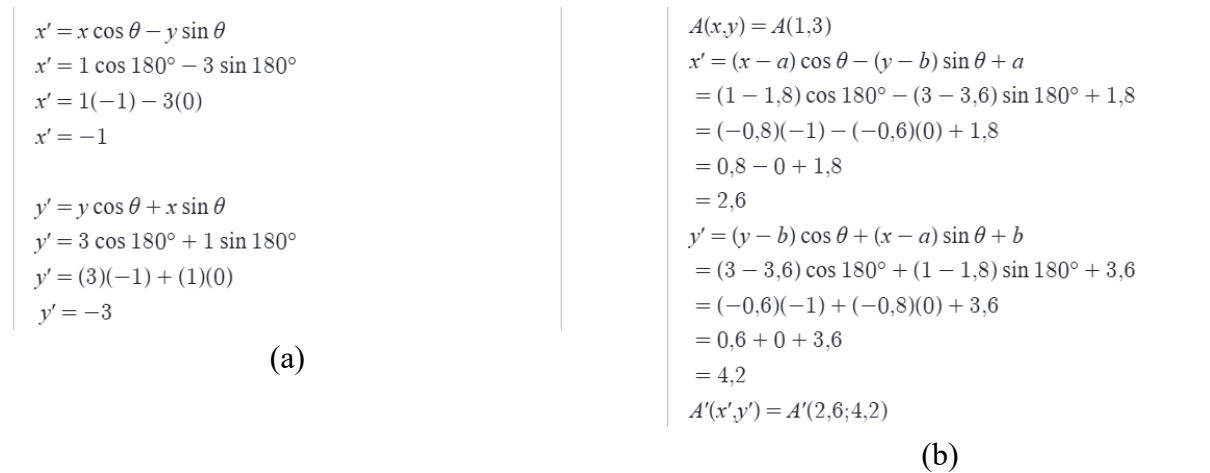 x′ = x cos θ − y sin θ
x′ = 1 cos 180° − 3 sin 180°
x′ = 1(−1) − 3(0)
x′ = −1
y′ = y cos θ + x sin θ
y′ = 3 cos 180° + 1 sin 180°
y′ = (3)(−1) + (1)(0)
y′ = −3
(a)
A(x,y) = A(1,3)
x′ = (x − a) cos θ − (y − b) sin θ + a
= (1 − 1,8) cos 180° − (3 − 3,6) sin 180° + 1,8
= (−0,8)(−1) − (−0,6)(0) + 1,8
= 0,8 − 0 + 1,8
= 2,6
y′ = (y − b) cos θ + (x − a) sin θ + b
= (3 − 3,6) cos 180° + (1 − 1,8) sin 180° + 3,6
= (−0,6)(−1) + (−0,8)(0) + 3,6
= 0,6 + 0 + 3,6
= 4,2
A′(x′,y′) = A′(2,6;4,2)
(b)